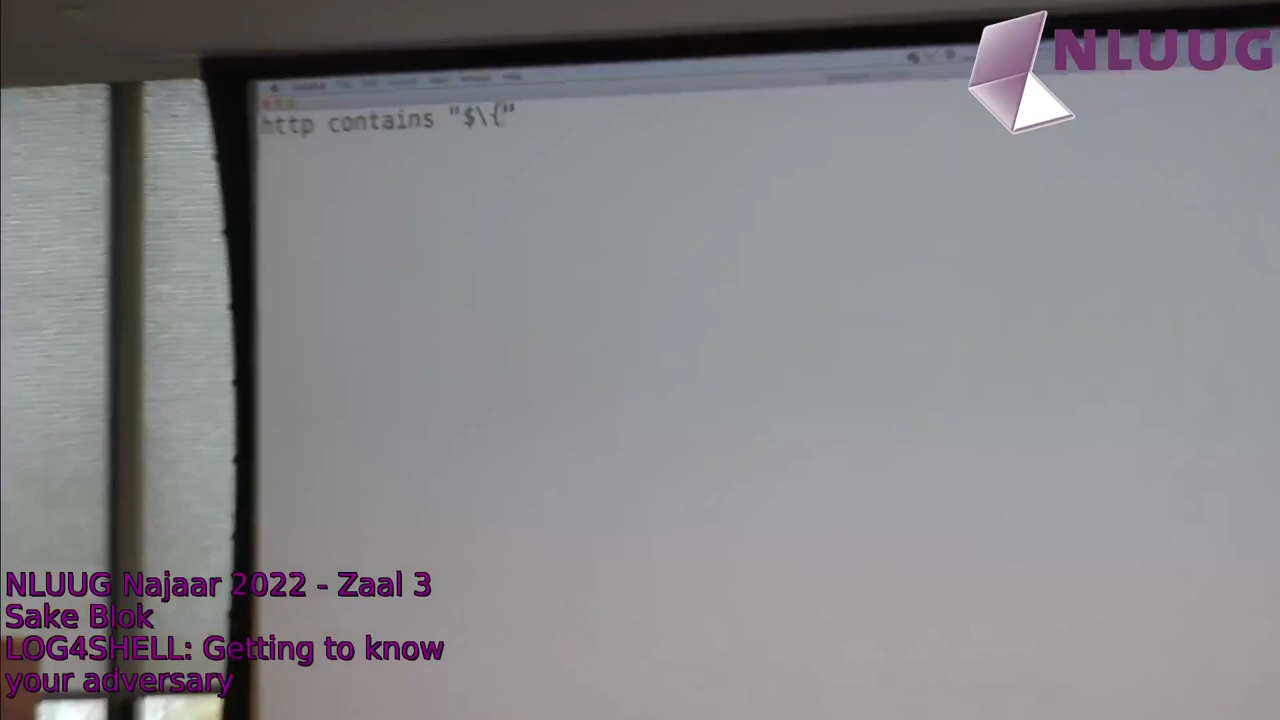 NLUUG
http contains "$\{"
NLUUG Najaar 2022 - Zaal 3
Sake Blok
LOG4SHELL: Getting to know
your adversary